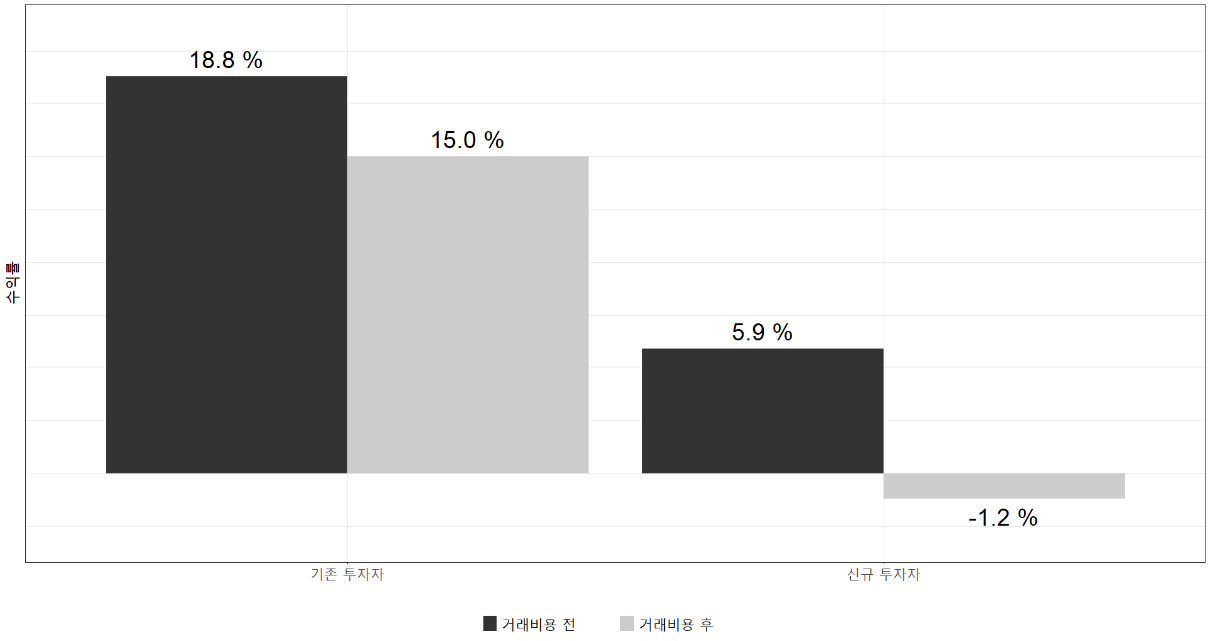 18.8 %
15.0 %
5.9 %
-1.2 %
수익률
기존 투자자
신규 투자자
거래비용 전
거래비용 후